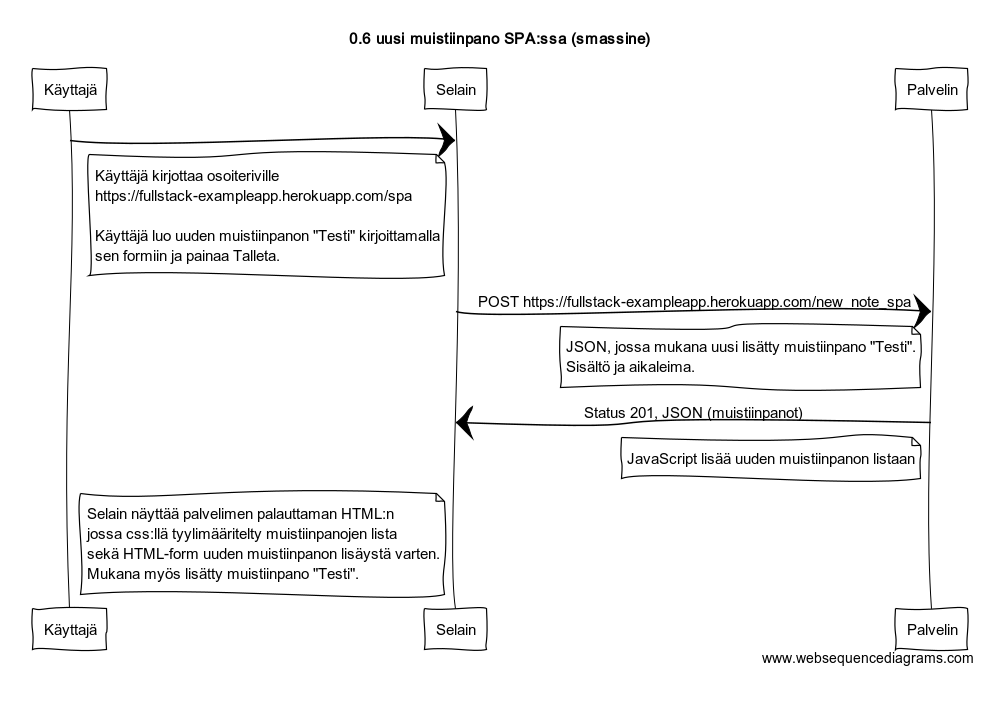 0.6 uusi muistiinpano SPA:ssa (smassine)
Käyttajä
Selain
Palvelin
Käyttäjä kirjottaa osoiteriville
https://fullstack-exampleapp.herokuapp.com/spa
Käyttäjä luo uuden muistiinpanon "Testi" kirjoittamalla
sen formiin ja painaa Talleta.
POST https://fullstack-exampleapp.herokuapp.com/new_note_spa
JSON, jossa mukana uusi lisätty muistiinpano "Testi".
Sisältö ja aikaleima.
Status 201, JSON (muistiinpanot)
JavaScript lisää uuden muistiinpanon listaan
Selain näyttää palvelimen palauttaman HTML:n
jossa css:llä tyylimääritelty muistiinpanojen lista
sekä HTML-form uuden muistiinpanon lisäystä varten.
Mukana myös lisätty muistiinpano "Testi".
Käyttajä
Selain
Palvelin
www.websequencediagrams.com